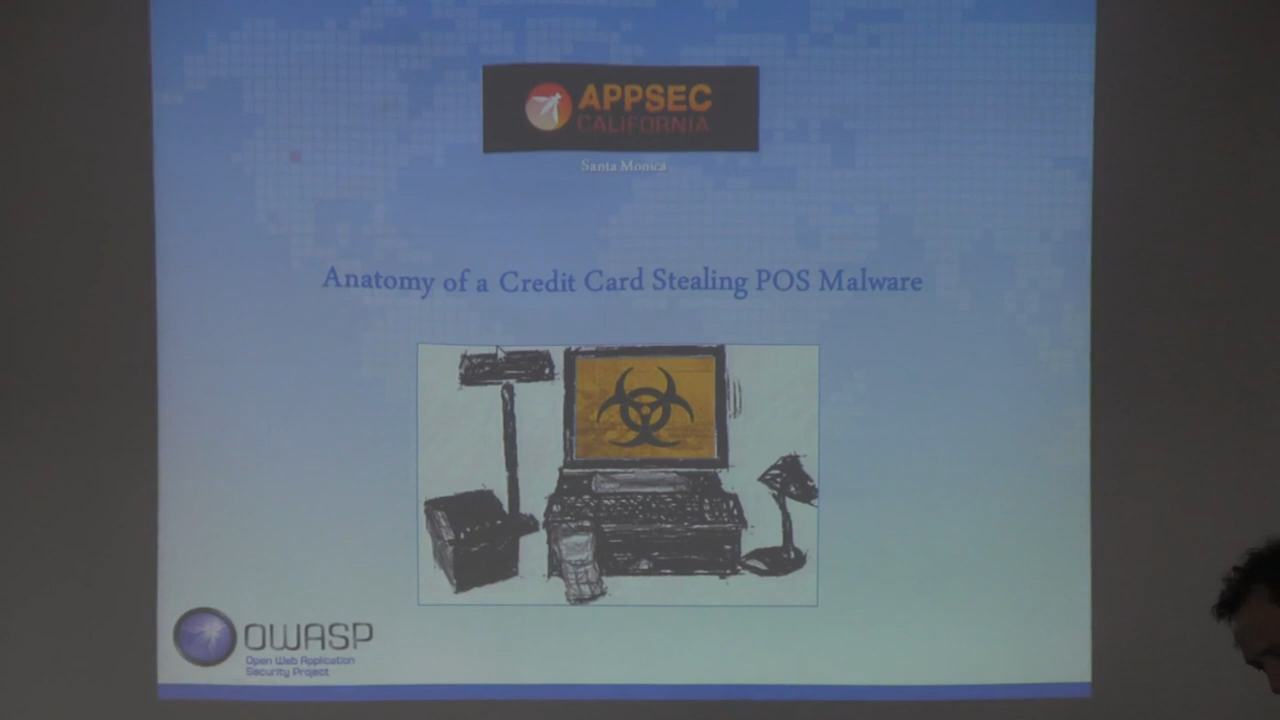 APPSEC
CALIFORNIA
Santa Monica
Anatomy of a Credit Card Stealing POS Malware
OWASP
Open Web Application
Security Project